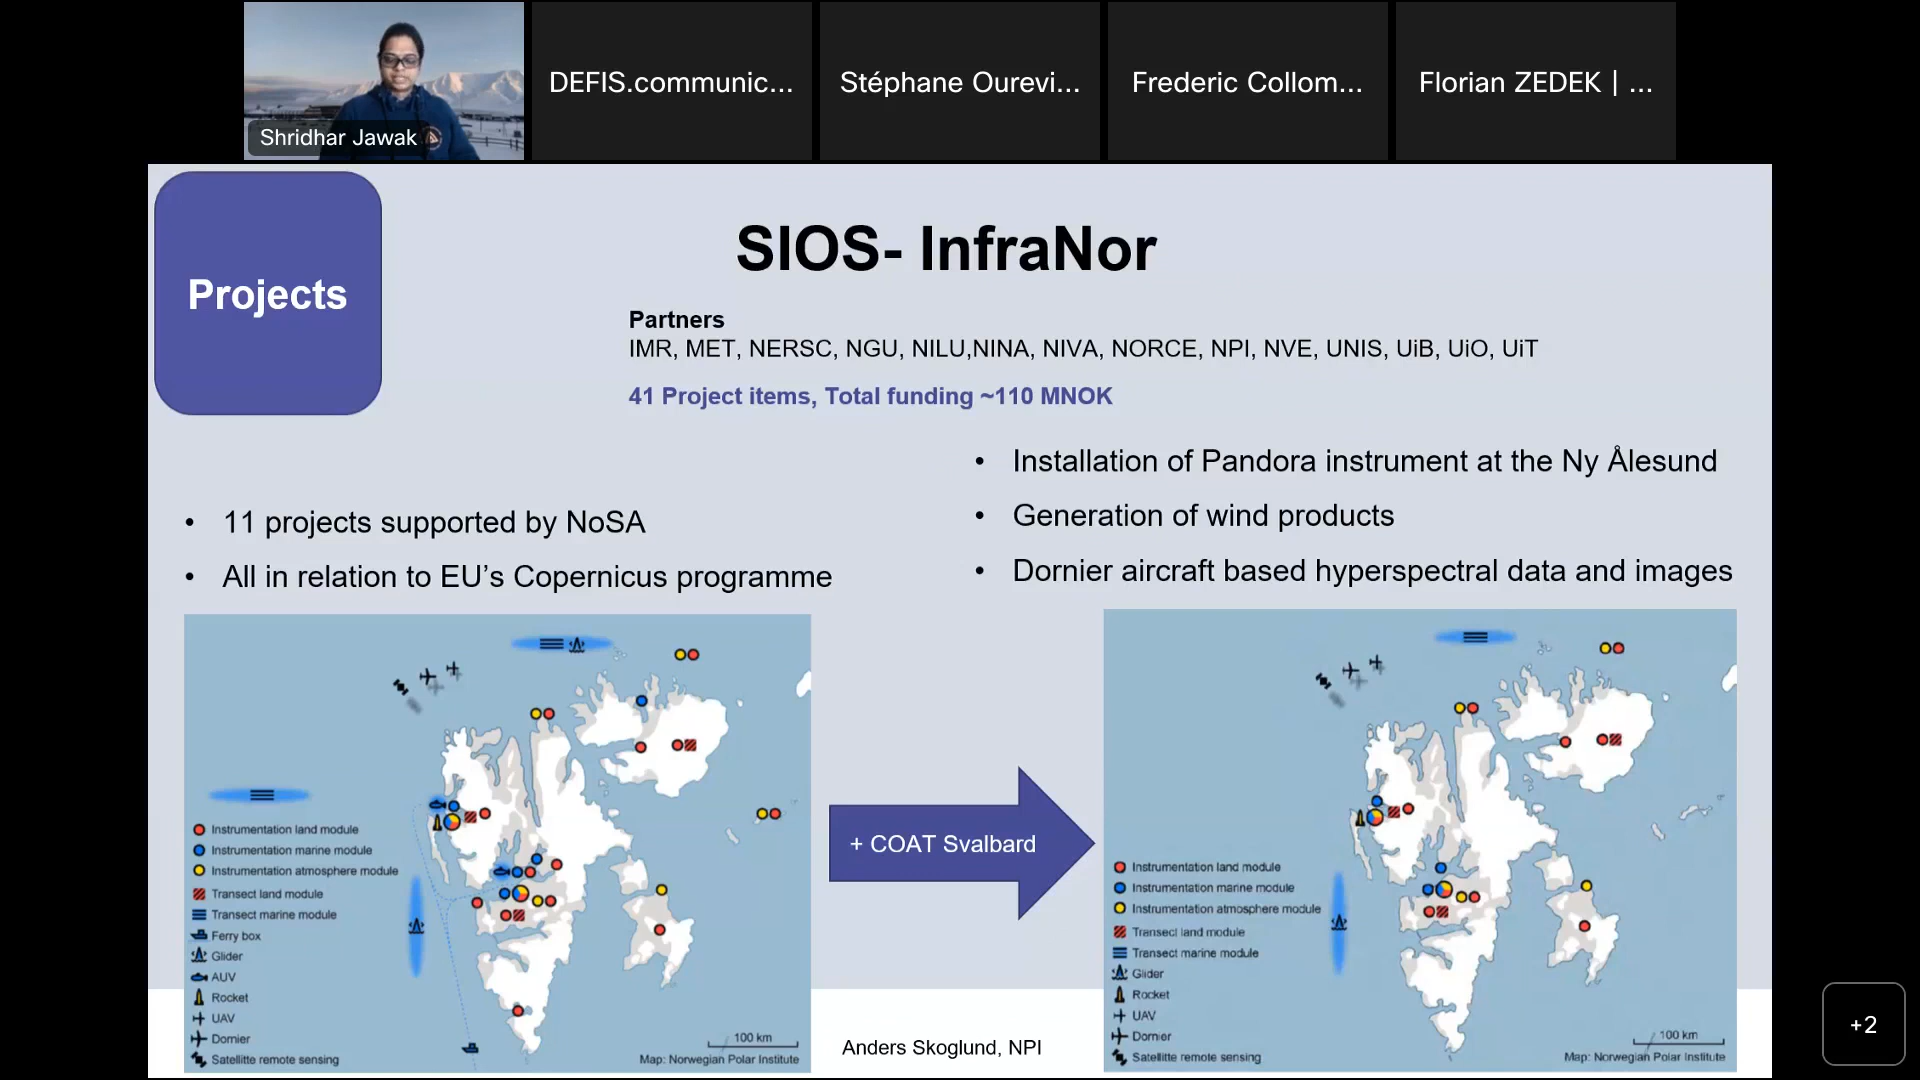 DEFIS.communic...
Stéphane Ourevi...
Frederic Collom...
Florian ZEDEK | ...
Shridhar Jawak
Projects
SIOS- InfraNor
Partners
IMR, MET, NERSC, NGU, NILU,NINA, NIVA, NORCE, NPI, NVE, UNIS, UiB, UiO, UiT
41 Project items, Total funding ~110 MNOK
• 11 projects supported by NoSA
• All in relation to EU's Copernicus programme
• Installation of Pandora instrument at the Ny Ålesund
• Generation of wind products
• Dornier aircraft based hyperspectral data and images
Instrumentation land module
Instrumentation marine module
Instrumentation atmosphere module
Transect land module
Transect marine module
Ferry box
Glider
AUV
Rocket
UAV
Dornier
Satellitte remote sensing
100 km
Map: Norwegian Polar Institute
+ COAT Svalbard
Anders Skoglund, NPI
Instrumentation land module
Instrumentation marine module
Instrumentation atmosphere module
Transect land module
Transect marine module
Glider
Rocket
UAV
Dornier
Satellitte remote sensing
100 km
Map: Norwegian Polar Institute
+2